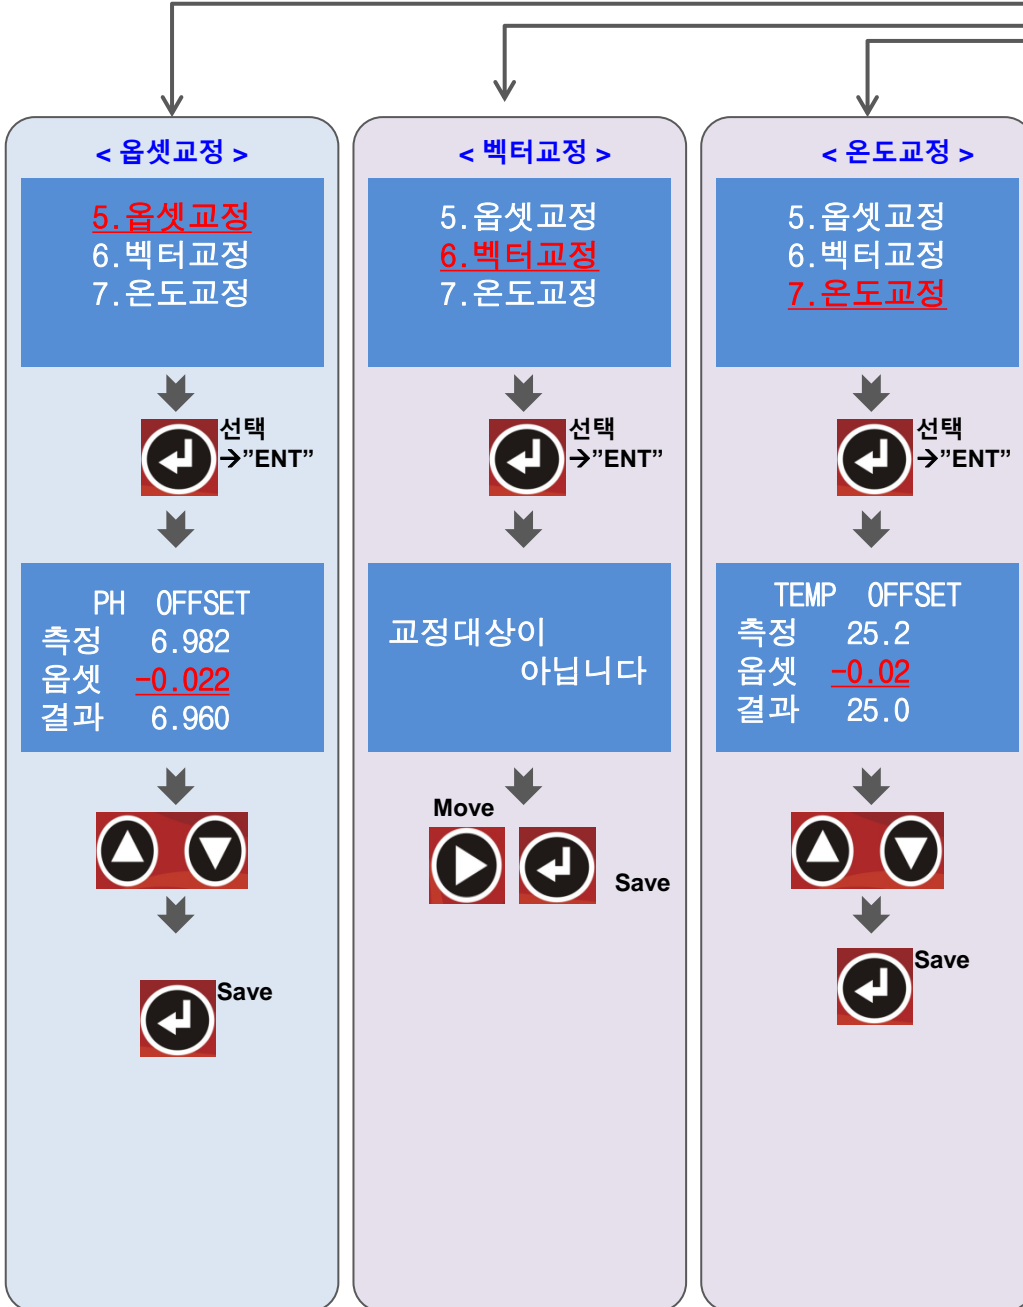 < 옵셋교정 >
5.옵셋교정
6.벡터교정
7.온도교정
선택
→”ENT”
PH OFFSET
측정 6.982
옵셋 -0.022
결과 6.960
Save
< 벡터교정 >
5.옵셋교정
6.벡터교정
7.온도교정
선택
→”ENT”
교정대상이
아닙니다
Move
Save
< 온도교정 >
5.옵셋교정
6.벡터교정
7.온도교정
선택
→”ENT”
TEMP OFFSET
측정 25.2
옵셋 -0.02
결과 25.0
Save